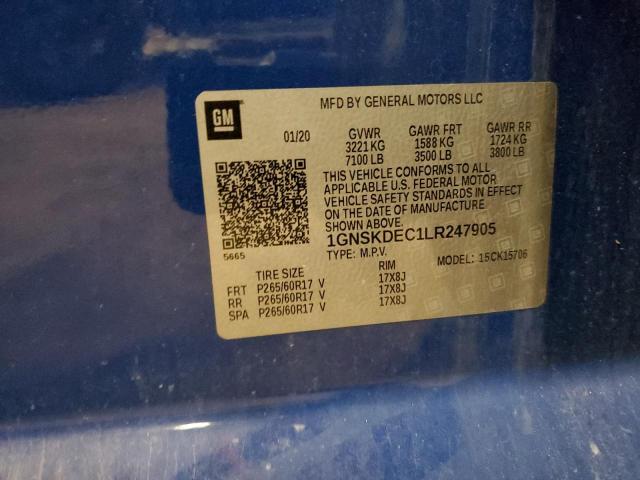 MFD BY GENERAL MOTORS LLC
GM
01/20 GVWR GAWR FRT GAWR RR
3221 KG 1588 KG 1724 KG
7100 LB 3500 LB 3800 LB
THIS VEHICLE CONFORMS TO ALL
APPLICABLE U.S. FEDERAL MOTOR
VEHICLE SAFETY STANDARDS IN EFFECT
ON THE DATE OF MANUFACTURE
SHOWN ABOVE.
1GNSKDEC1LR247905
TYPE: M.P.V. MODEL: 15CK15706
5665
TIRE SIZE RIM
FRT P265/60R17 V 17X8J
RR P265/60R17 V 17X8J
SPA P265/60R17 V 17X8J